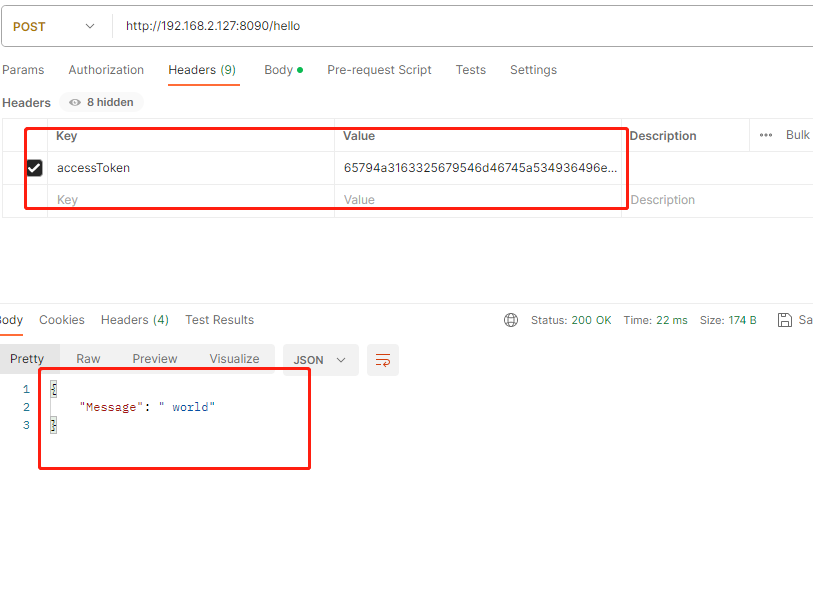 POST http://192.168.2.127:8090/hello
Params Authorization Headers (9) Body Pre-request Script Tests Settings
Headers 8 hidden
Key Value Description ••• Bulk
accessToken 65794a3163325679546d46745a534936496e...
Key Value Description
Body Cookies Headers (4) Test Results Status: 200 OK Time: 22 ms Size: 174 B Sa
Pretty Raw Preview Visualize JSON
1 {
2 "Message": " world"
3 }